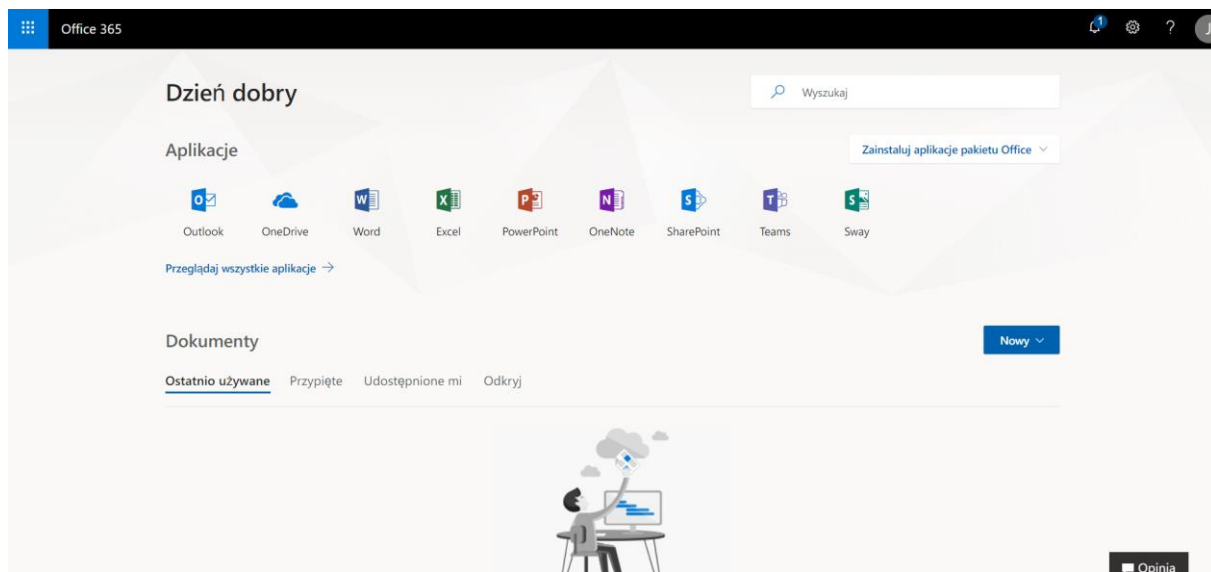 Office 365
1
?
J
Dzień dobry
Wyszukaj
Aplikacje
Zainstaluj aplikacje pakietu Office
Outlook OneDrive Word Excel PowerPoint OneNote SharePoint Teams Sway
Przeglądaj wszystkie aplikacje →
Dokumenty
Nowy
Ostatnio używane Przypięte Udostępnione mi Odkryj
Opinia